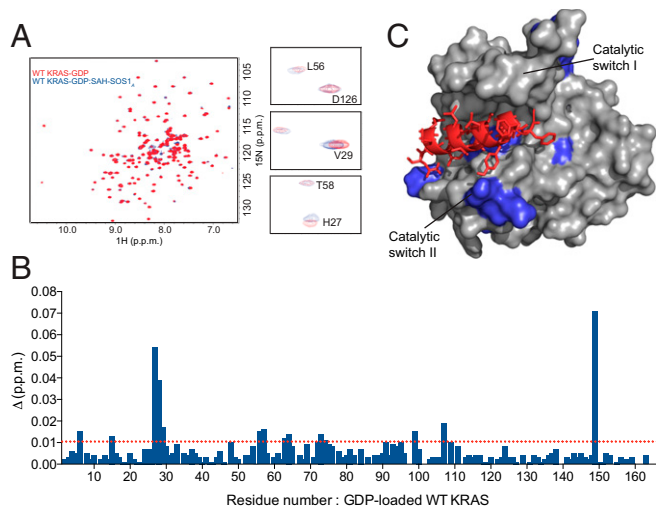 A
WT KRAS-GDP
WT KRAS-GDP:SAH-SOS1A
105
110
115
120
125
130
15N (p.p.m.)
10.0 9.0 8.0 7.0
1H (p.p.m.)
L56
D126
V29
T58
H27
C
Catalytic
switch I
Catalytic
switch II
B
0.08
0.07
0.06
0.05
0.04
0.03
0.02
0.01
0.00
Δ (p.p.m.)
10 20 30 40 50 60 70 80 90 100 110 120 130 140 150 160
Residue number : GDP-loaded WT KRAS